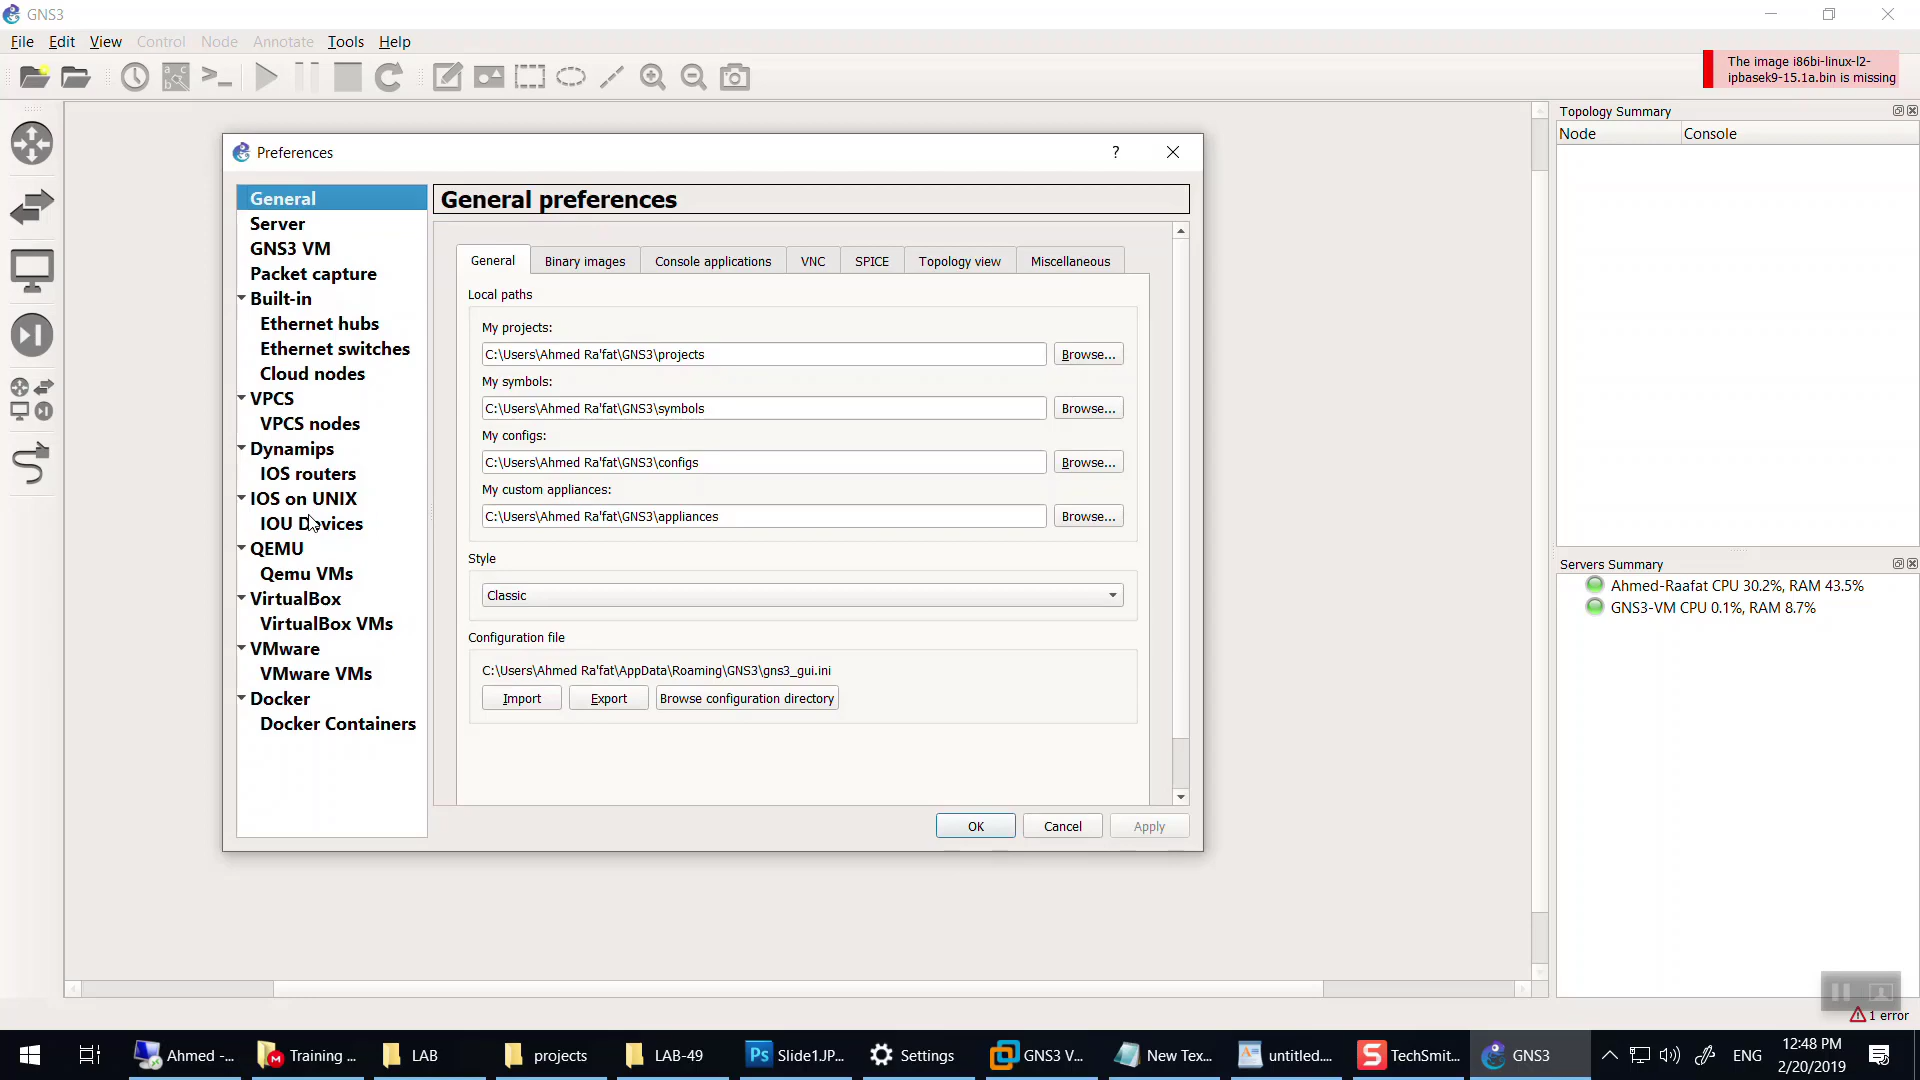 GNS3
File Edit View Control Node Annotate Tools Help
The image i86bi-linux-l2-
ipbasek9-15.1a.bin is missing
Topology Summary
Node Console
Preferences
?
General
Server
GNS3 VM
Packet capture
Built-in
Ethernet hubs
Ethernet switches
Cloud nodes
VPCS
VPCS nodes
Dynamips
IOS routers
IOS on UNIX
IOU Devices
QEMU
Qemu VMs
VirtualBox
VirtualBox VMs
VMware
VMware VMs
Docker
Docker Containers
General preferences
General Binary images Console applications VNC SPICE Topology view Miscellaneous
Local paths
My projects:
C:\Users\Ahmed Ra'fat\GNS3\projects Browse...
My symbols:
C:\Users\Ahmed Ra'fat\GNS3\symbols Browse...
My configs:
C:\Users\Ahmed Ra'fat\GNS3\configs Browse...
My custom appliances:
C:\Users\Ahmed Ra'fat\GNS3\appliances Browse...
Style
Classic
Configuration file
C:\Users\Ahmed Ra'fat\AppData\Roaming\GNS3\gns3_gui.ini
Import Export Browse configuration directory
OK Cancel Apply
Servers Summary
Ahmed-Raafat CPU 30.2%, RAM 43.5%
GNS3-VM CPU 0.1%, RAM 8.7%
1 error
Ahmed -... Training ... LAB projects LAB-49 Slide1.JP... Settings GNS3 V... New Tex... untitled.... TechSmit... GNS3 ENG
12:48 PM
2/20/2019